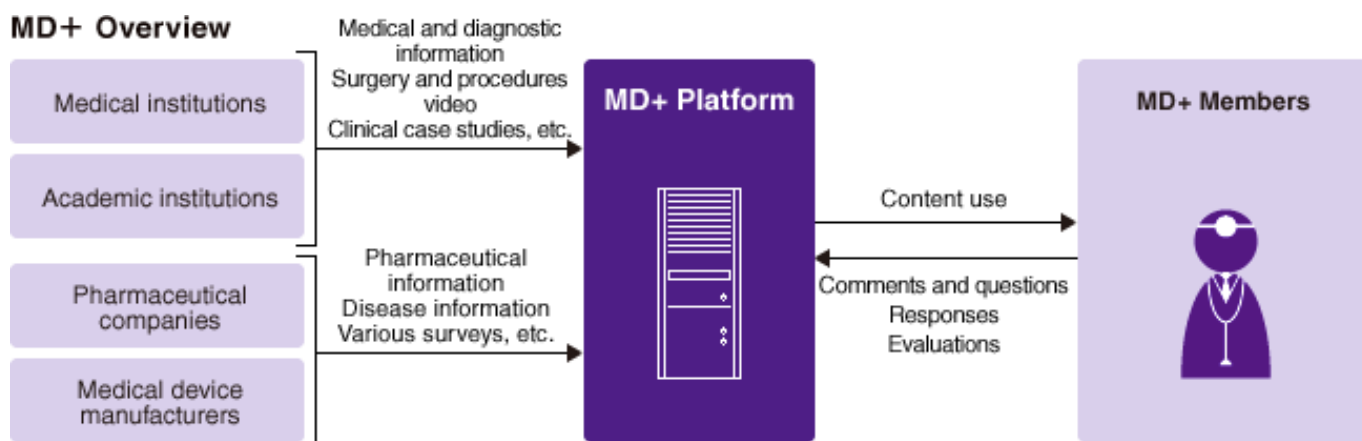 MD+ Overview
Medical institutions
Academic institutions
Pharmaceutical
companies
Medical device
manufacturers
Medical and diagnostic
information
Surgery and procedures
video
Clinical case studies, etc.
Pharmaceutical
information
Disease information
Various surveys, etc.
MD+ Platform
Content use
Comments and questions
Responses
Evaluations
MD+ Members